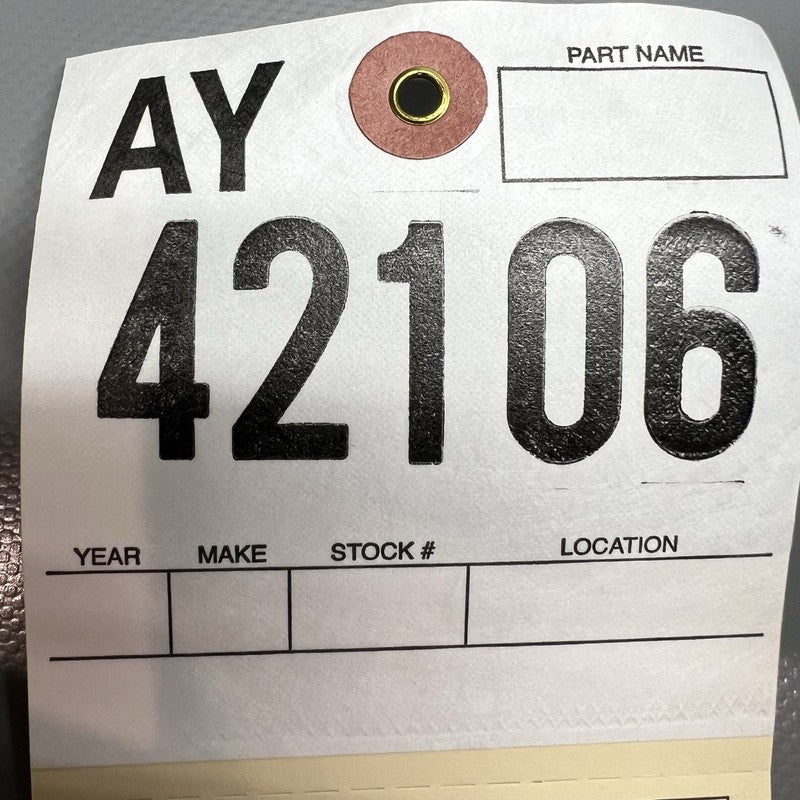 AY
PART NAME
42106
YEAR MAKE STOCK # LOCATION